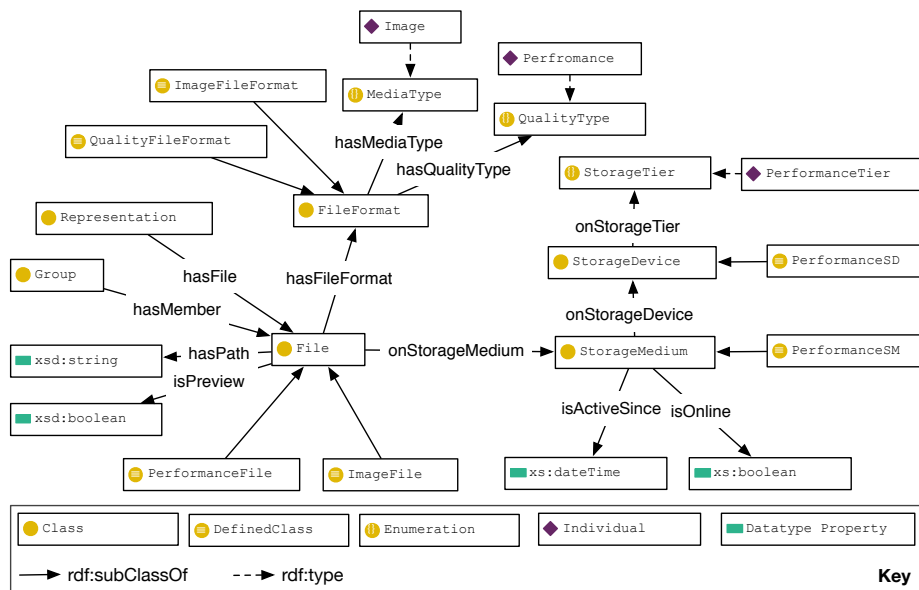 Image
Perfromance
ImageFileFormat
MediaType
QualityType
QualityFileFormat
hasMediaType
hasQualityType
StorageTier
PerformanceTier
Representation
FileFormat
onStorageTier
Group
hasFile
hasFileFormat
StorageDevice
PerformanceSD
hasMember
onStorageDevice
File
xsd:string
hasPath
onStorageMedium
StorageMedium
PerformanceSM
isPreview
xsd:boolean
isActiveSince
isOnline
PerformanceFile
ImageFile
xs:dateTime
xs:boolean
Class
DefinedClass
Enumeration
Individual
Datatype Property
rdf:subClassOf
rdf:type
Key